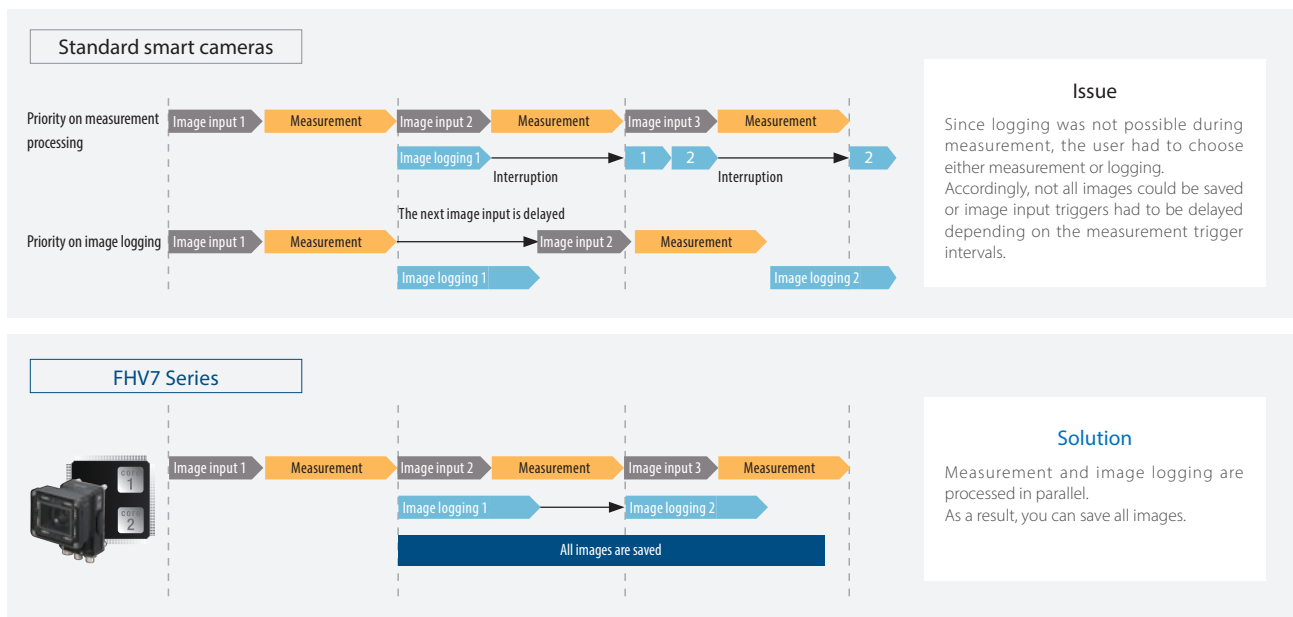 Standard smart cameras
Priority on measurement
processing
Image input 1
Measurement
Image input 2
Measurement
Image input 3
Measurement
Image logging 1
Interruption
1
2
Interruption
2
The next image input is delayed
Priority on image logging
Image input 1
Measurement
Image input 2
Measurement
Image logging 1
Image logging 2
Issue
Since logging was not possible during
measurement, the user had to choose
either measurement or logging.
Accordingly, not all images could be saved
or image input triggers had to be delayed
depending on the measurement trigger
intervals.
FHV7 Series
core
1
core
2
Image input 1
Measurement
Image input 2
Measurement
Image input 3
Measurement
Image logging 1
Image logging 2
All images are saved
Solution
Measurement and image logging are
processed in parallel.
As a result, you can save all images.